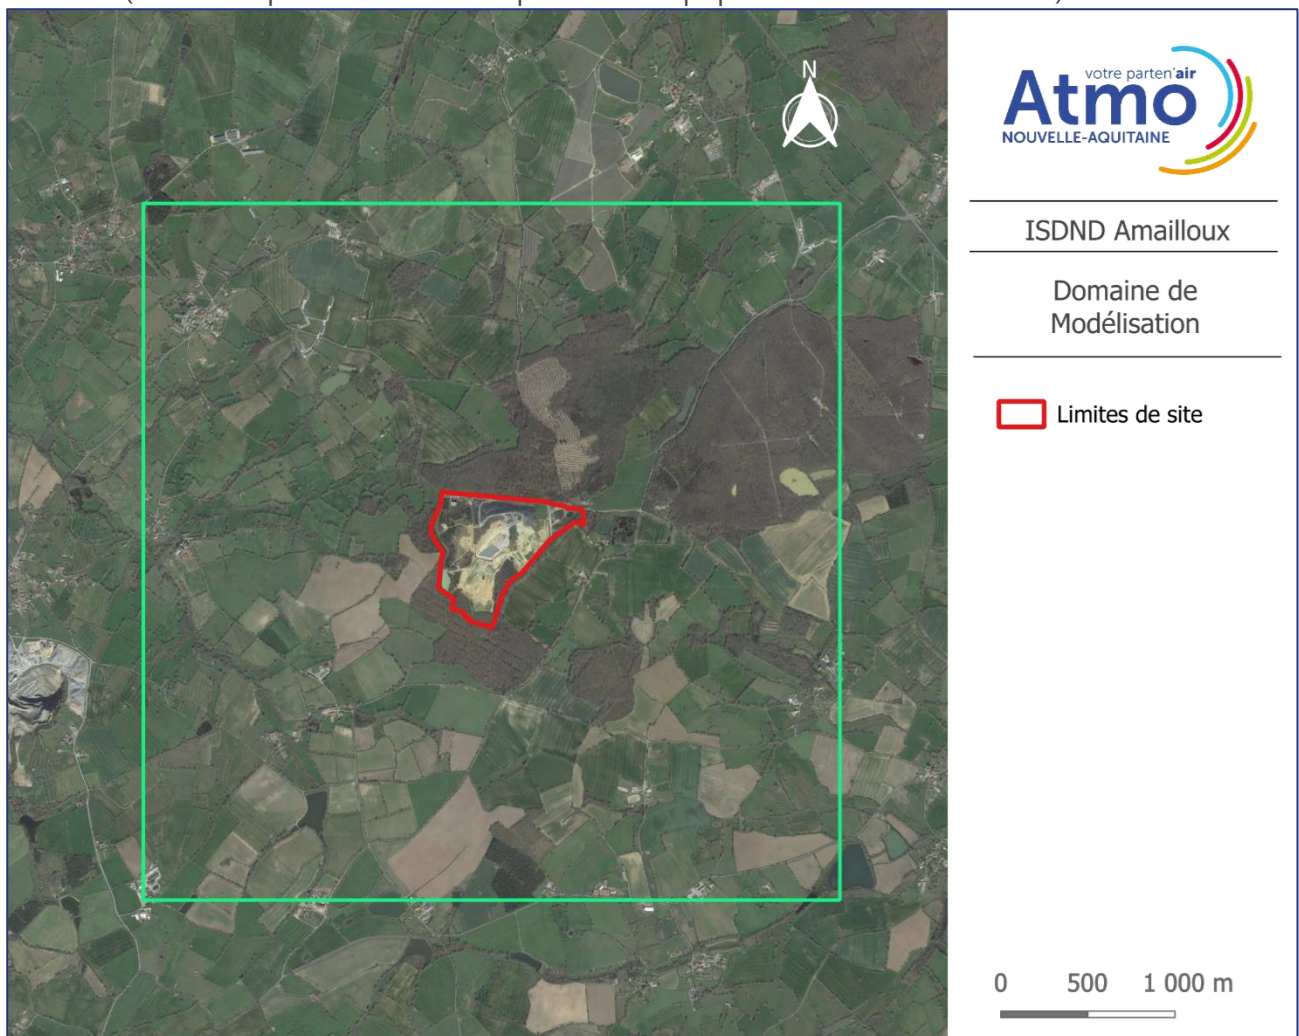 N
votre parten'air
Atmo
NOUVELLE-AQUITAINE
ISDND Amailloux
Domaine de
Modélisation
Limites de site
0 500 1 000 m